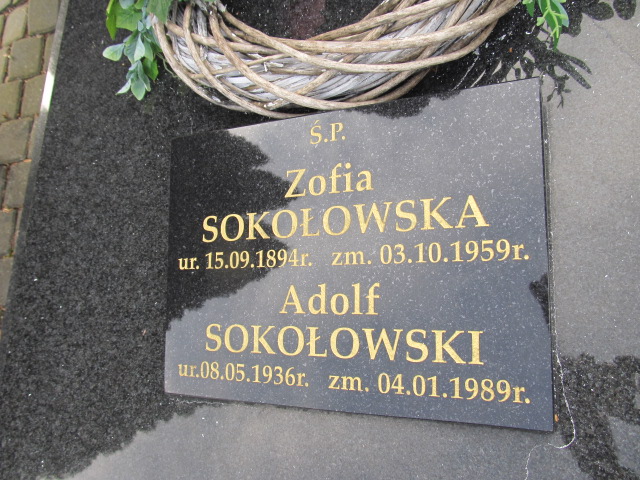 Ś.P.
Zofia
SOKOŁOWSKA
ur. 15.09.1894r. zm. 03.10.1959r.
Adolf
SOKOŁOWSKI
ur.08.05.1936r. zm. 04.01.1989r.